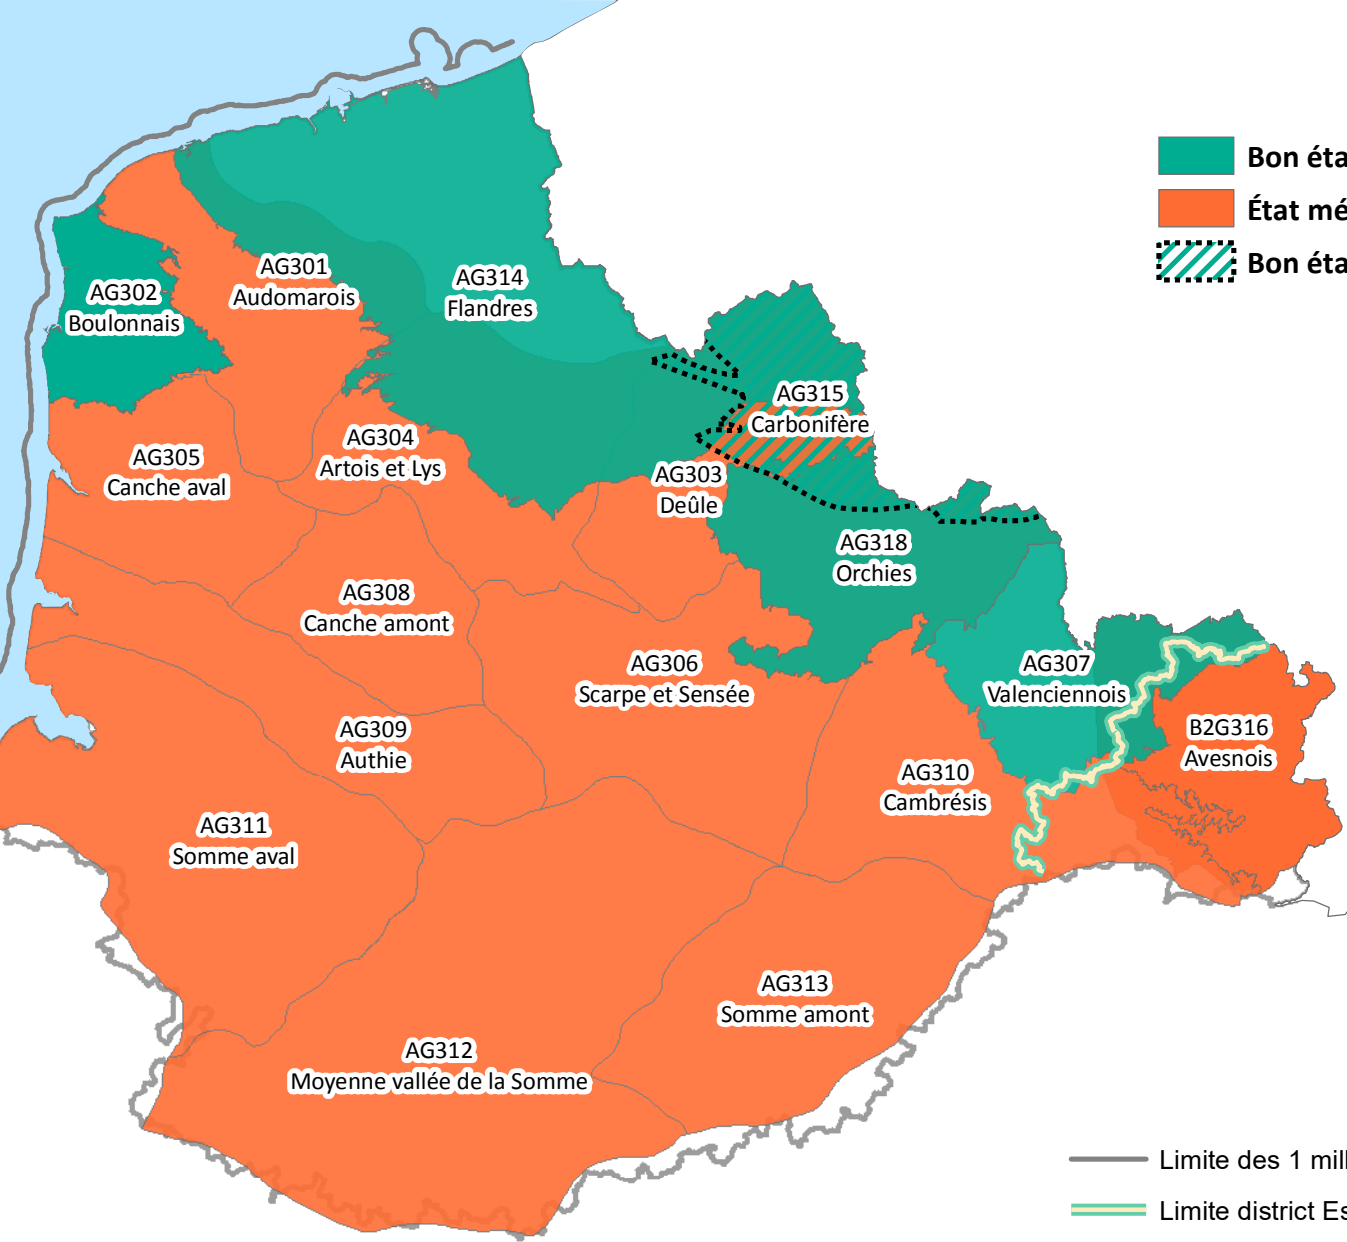 Bon éta
État mé
Bon éta
AG301
Audomarois
AG302
Boulonnais
AG314
Flandres
AG315
Carbonifère
AG304
Artois et Lys
AG305
Canche aval
AG303
Deûle
AG318
Orchies
AG308
Canche amont
AG306
Scarpe et Sensée
AG307
Valenciennois
B2G316
Avesnois
AG309
Authie
AG310
Cambrésis
AG311
Somme aval
AG313
Somme amont
AG312
Moyenne vallée de la Somme
Limite des 1 mill
Limite district Es